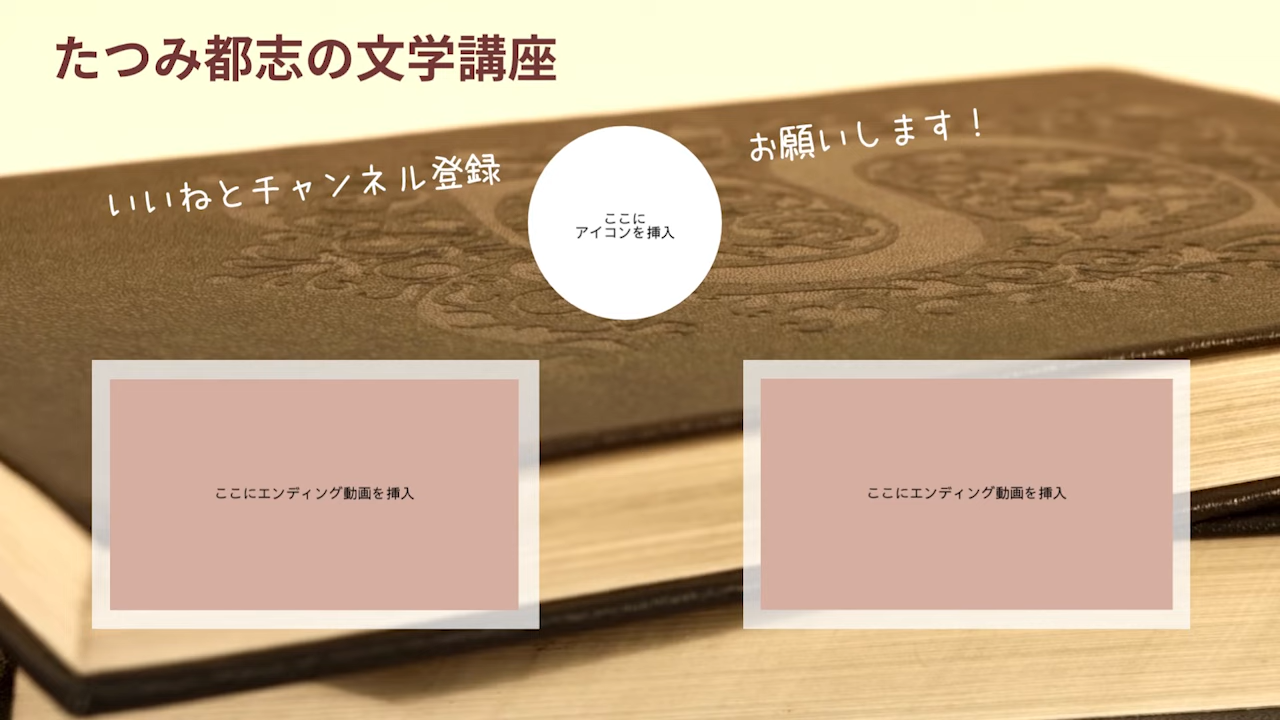 たつみ都志の文学講座
いいねとチャンネル登録
お願いします！
ここに
アイコンを挿入
ここにエンディング動画を挿入
ここにエンディング動画を挿入